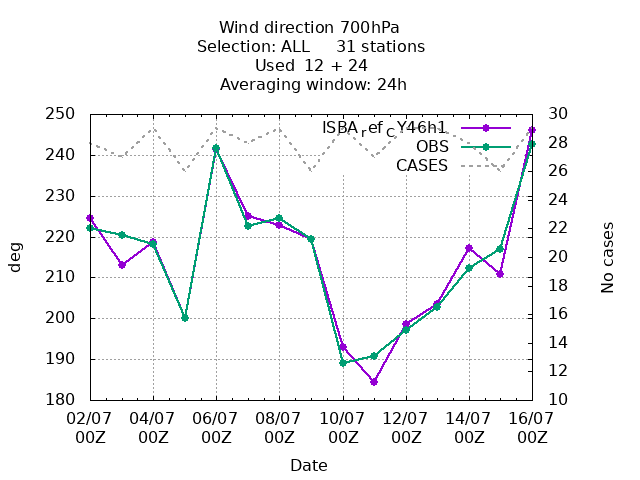 Wind direction 700hPa
Selection: ALL 31 stations
Used 12 + 24
Averaging window: 24h
ISBA_ref_CY46h1
OBS
CASES
250
240
230
220
210
200
190
180
deg
30
28
26
24
22
20
18
16
14
12
10
No cases
02/07 04/07 06/07 08/07 10/07 12/07 14/07 16/07
00Z 00Z 00Z 00Z 00Z 00Z 00Z 00Z
Date